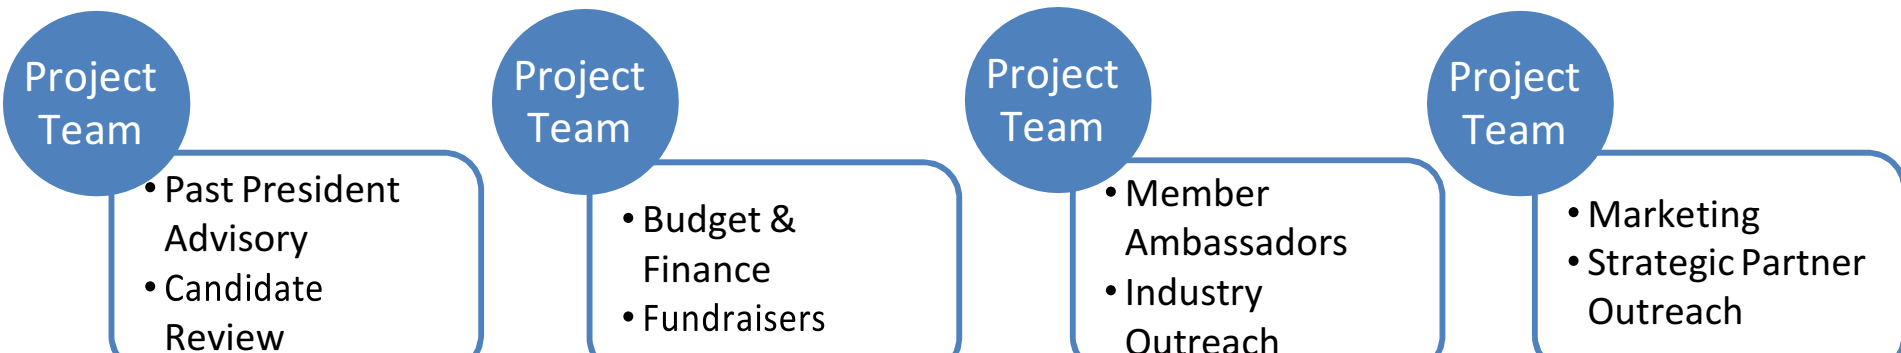 Project
Team
• Past President
Advisory
• Candidate
Review
Project
Team
• Budget &
Finance
• Fundraisers
Project
Team
• Member
Ambassadors
• Industry
Outreach
Project
Team
• Marketing
• Strategic Partner
Outreach